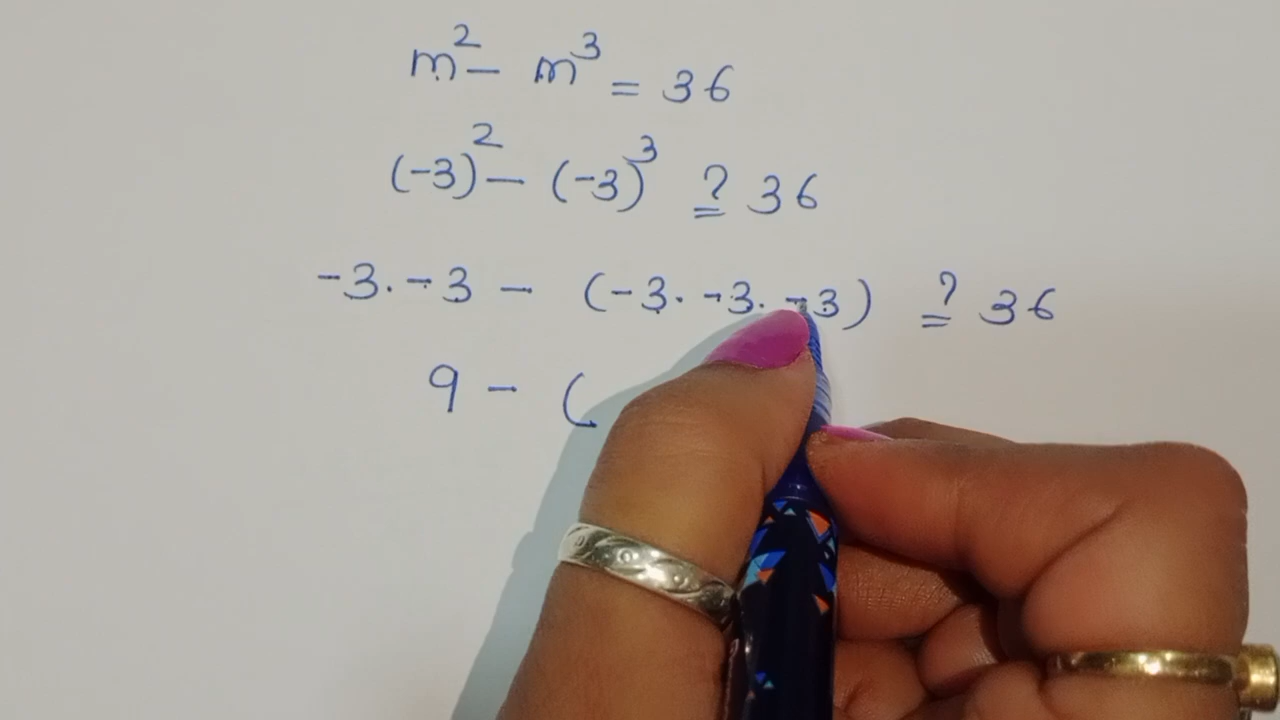 m² - m³ = 36
(-3)² - (-3)³ ≟ 36
-3. -3 - (-3. -3. -3) ≟ 36
9 - (